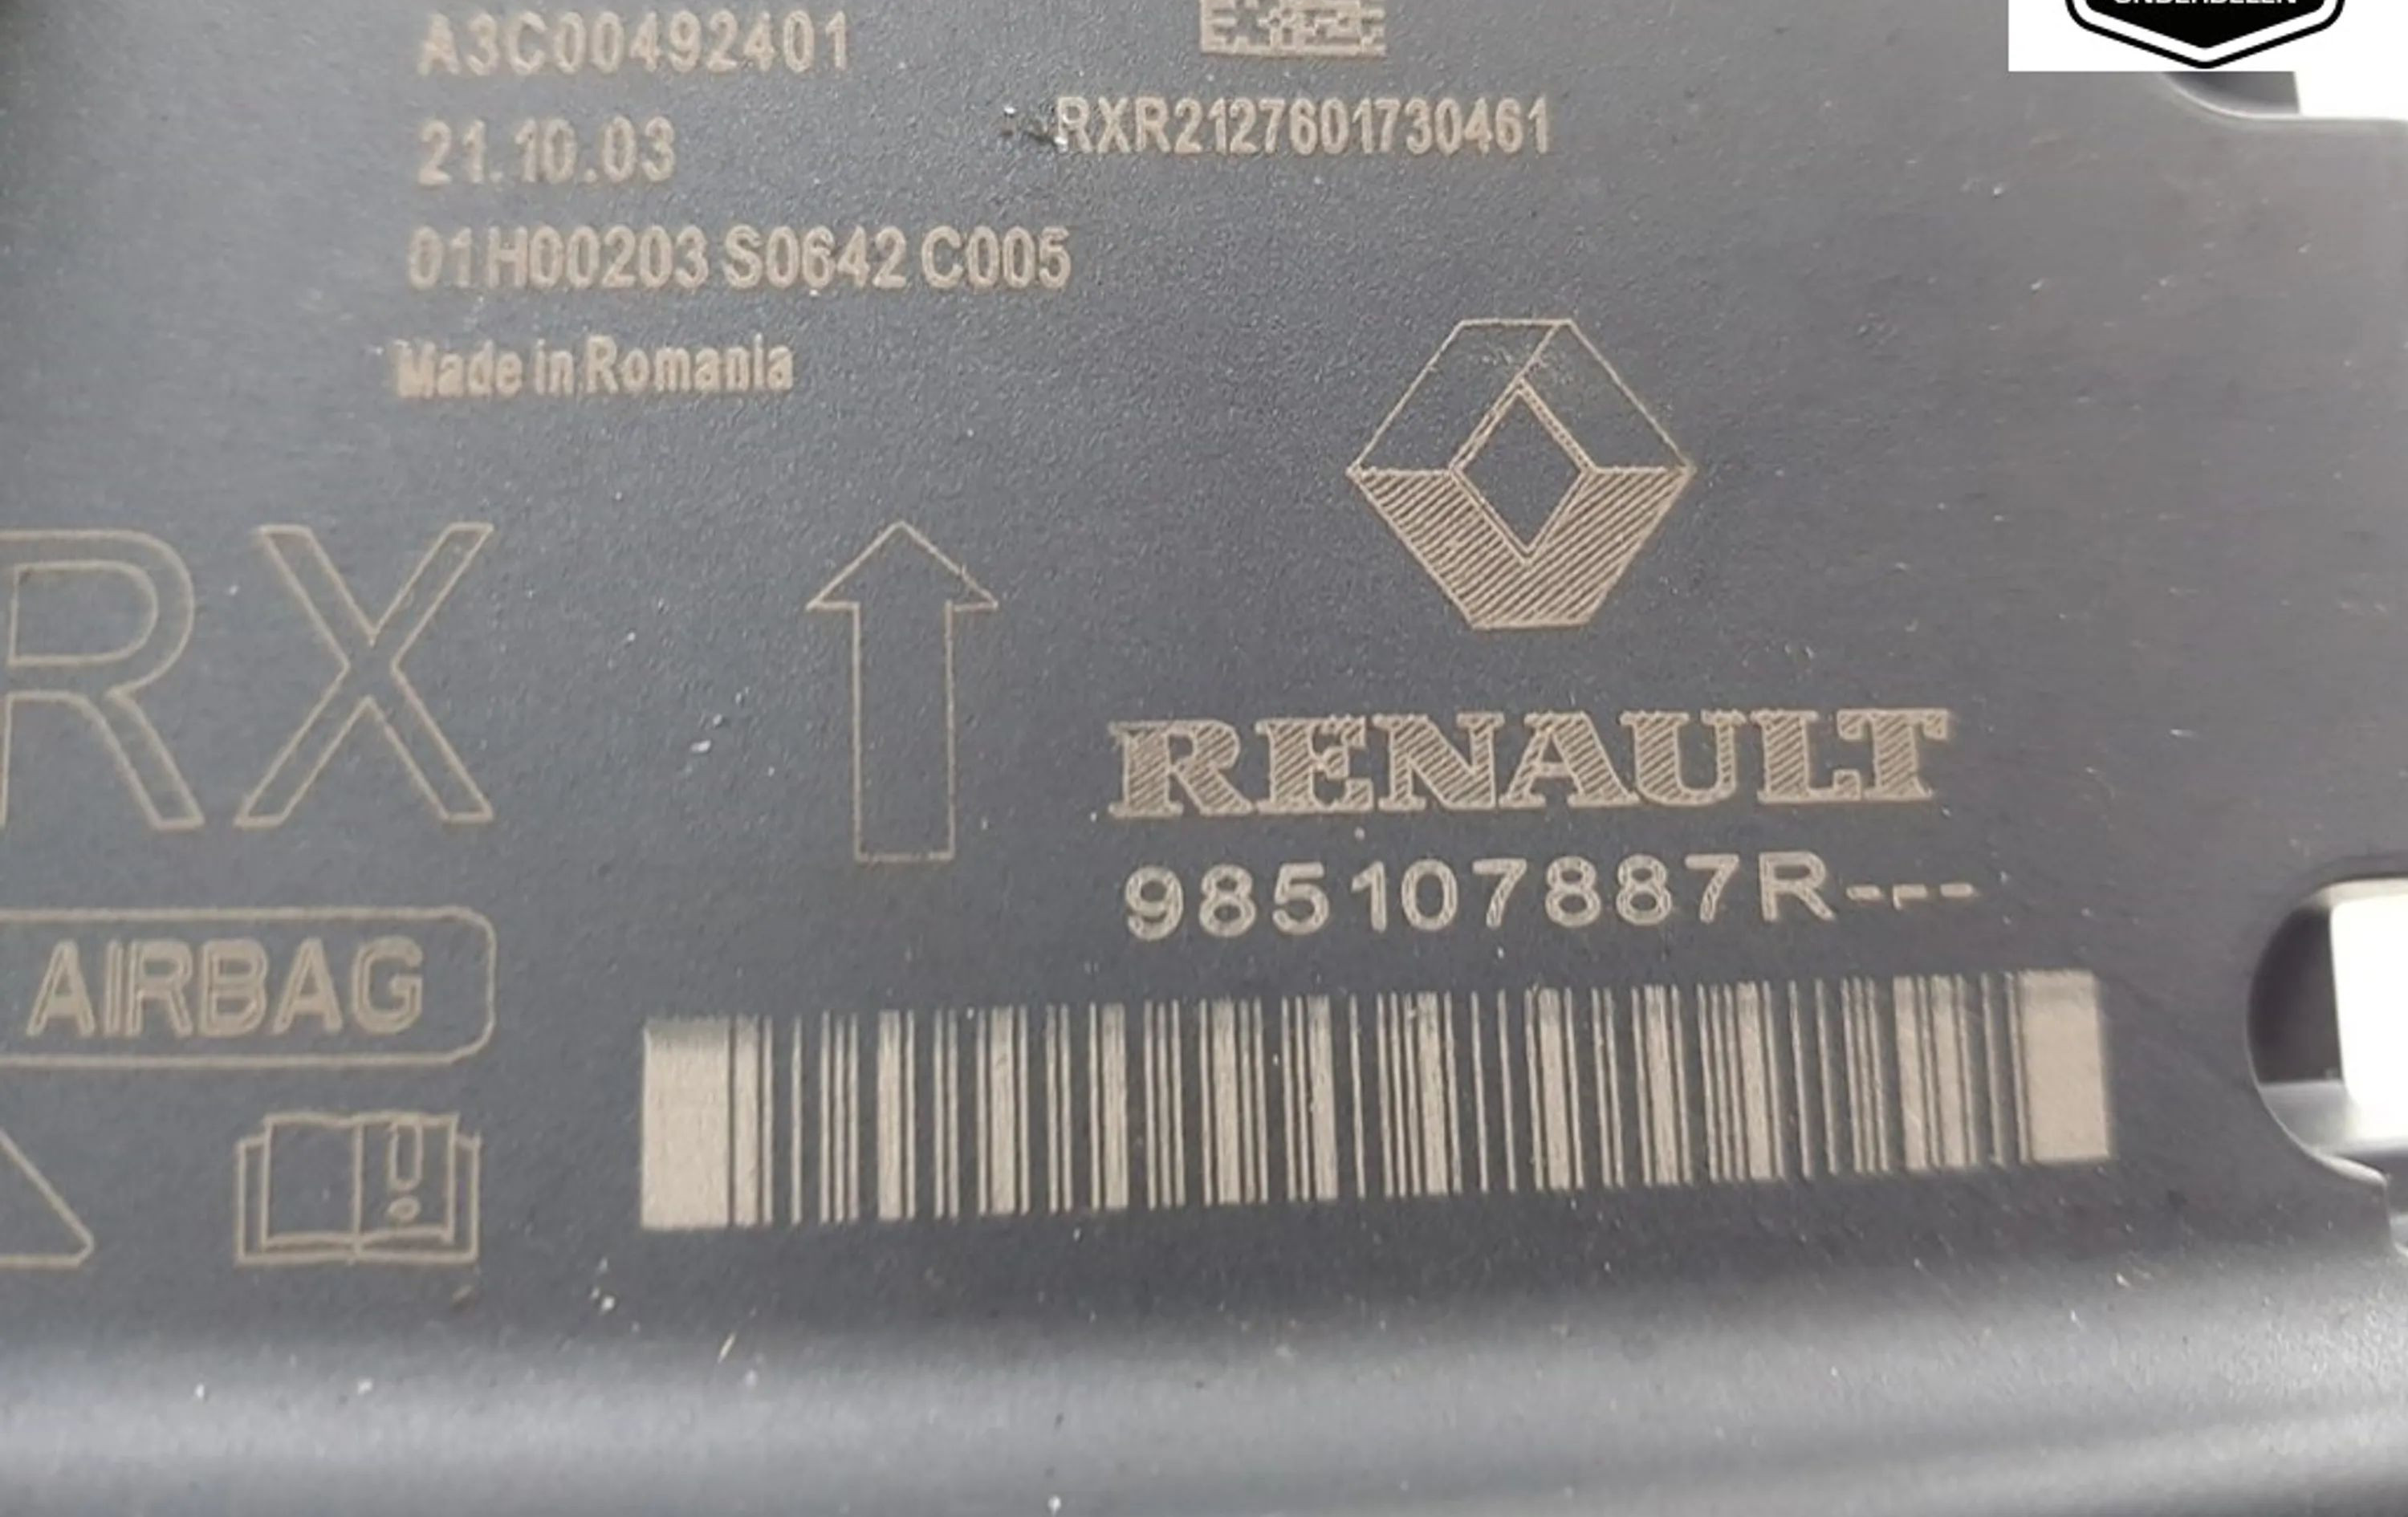 A3C00492401
21.10.03
RXR2127601730461
01H00203 S0642 C005
Made in Romania
RX
RENAULT
985107887R---
AIRBAG